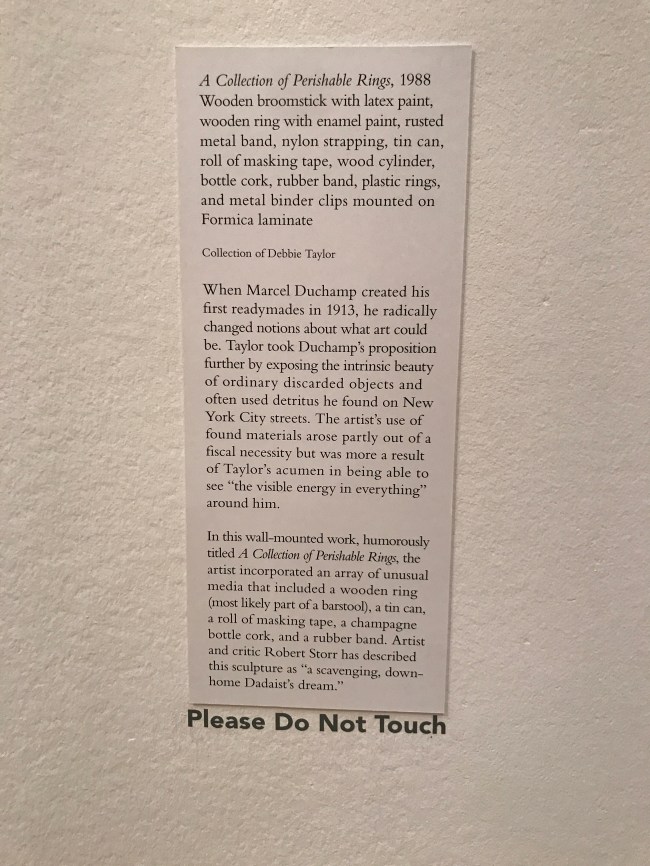 A Collection of Perishable Rings, 1988
Wooden broomstick with latex paint,
wooden ring with enamel paint, rusted
metal band, nylon strapping, tin can,
roll of masking tape, wood cylinder,
bottle cork, rubber band, plastic rings,
and metal binder clips mounted on
Formica laminate
Collection of Debbie Taylor
When Marcel Duchamp created his
first readymades in 1913, he radically
changed notions about what art could
be. Taylor took Duchamp's proposition
further by exposing the intrinsic beauty
of ordinary discarded objects and
often used detritus he found on New
York City streets. The artist's use of
found materials arose partly out of a
fiscal necessity but was more a result
of Taylor's acumen in being able to
see "the visible energy in everything"
around him.
In this wall-mounted work, humorously
titled A Collection of Perishable Rings, the
artist incorporated an array of unusual
media that included a wooden ring
(most likely part of a barstool), a tin can,
a roll of masking tape, a champagne
bottle cork, and a rubber band. Artist
and critic Robert Storr has described
this sculpture as "a scavenging, down-
home Dadaist's dream."
Please Do Not Touch